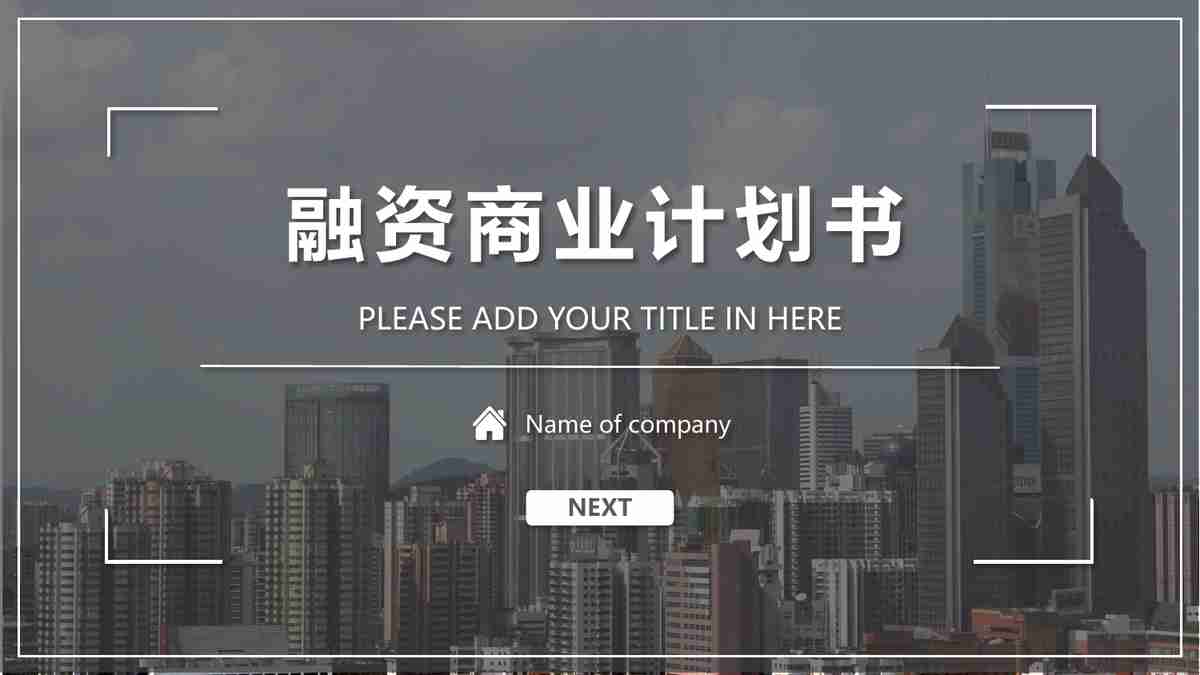 融资商业计划书
PLEASE ADD YOUR TITLE IN HERE
Name of company
NEXT